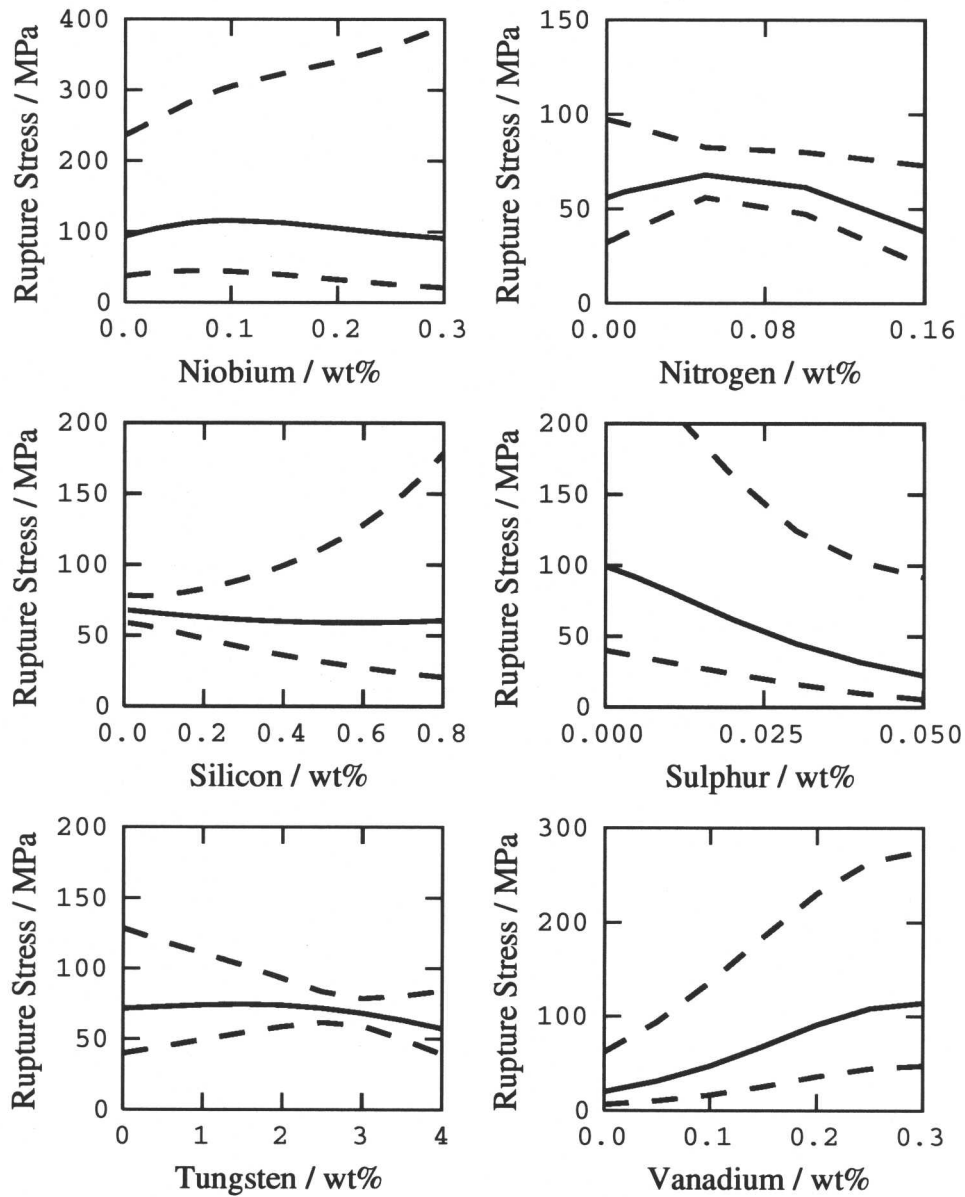 Rupture Stress / MPa
400
300
200
100
0
0.0 0.1 0.2 0.3
Niobium / wt%
Rupture Stress / MPa
150
100
50
0
0.00 0.08 0.16
Nitrogen / wt%
Rupture Stress / MPa
200
150
100
50
0
0.0 0.2 0.4 0.6 0.8
Silicon / wt%
Rupture Stress / MPa
200
150
100
50
0
0.000 0.025 0.050
Sulphur / wt%
Rupture Stress / MPa
200
150
100
50
0
0 1 2 3 4
Tungsten / wt%
Rupture Stress / MPa
300
200
100
0
0.0 0.1 0.2 0.3
Vanadium / wt%